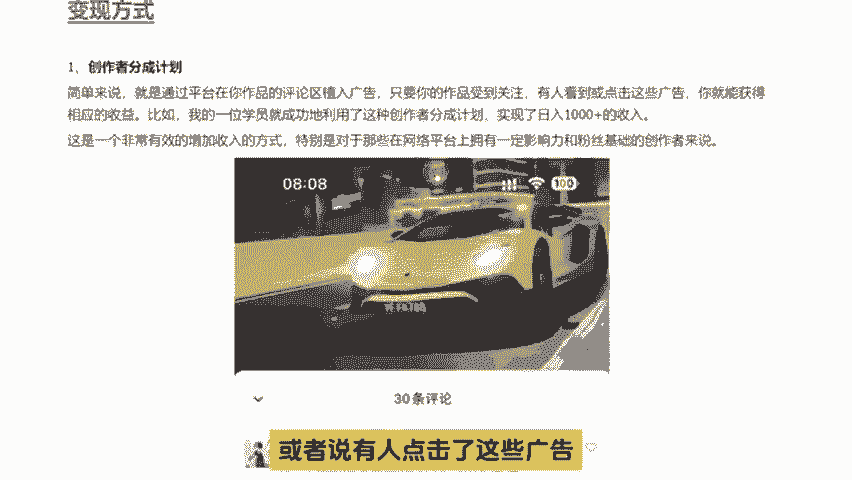 变现方式
1、创作者分成计划
简单来说，就是通过平台在你作品的评论区植入广告，只要你的作品受到关注，有人看到或点击这些广告，你就能获得
相应的收益。比如，我的一位学员就成功地利用了这种创作者分成计划，实现了日入1000+的收入。
这是一个非常有效的增加收入的方式，特别是对于那些在网络平台上拥有一定影响力和粉丝基础的创作者来说。
08:08
100
30条评论
或者说有人点击了这些广告